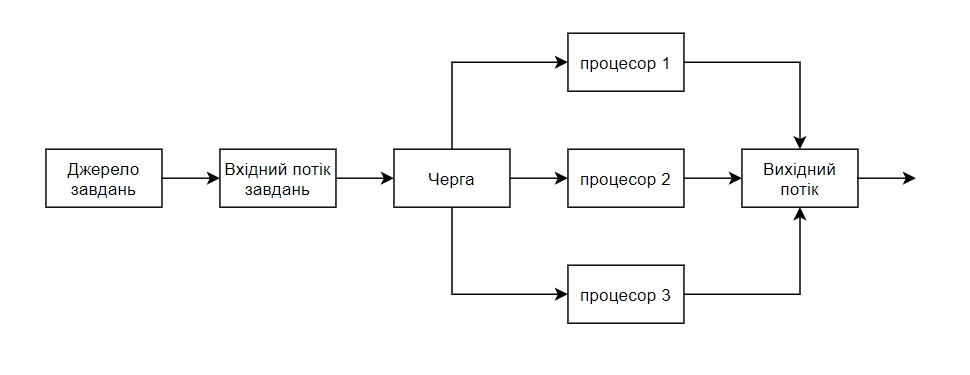 Джерело
завдань
Вхідний потік
завдань
Черга
процесор 1
процесор 2
процесор 3
Вихідний
потік